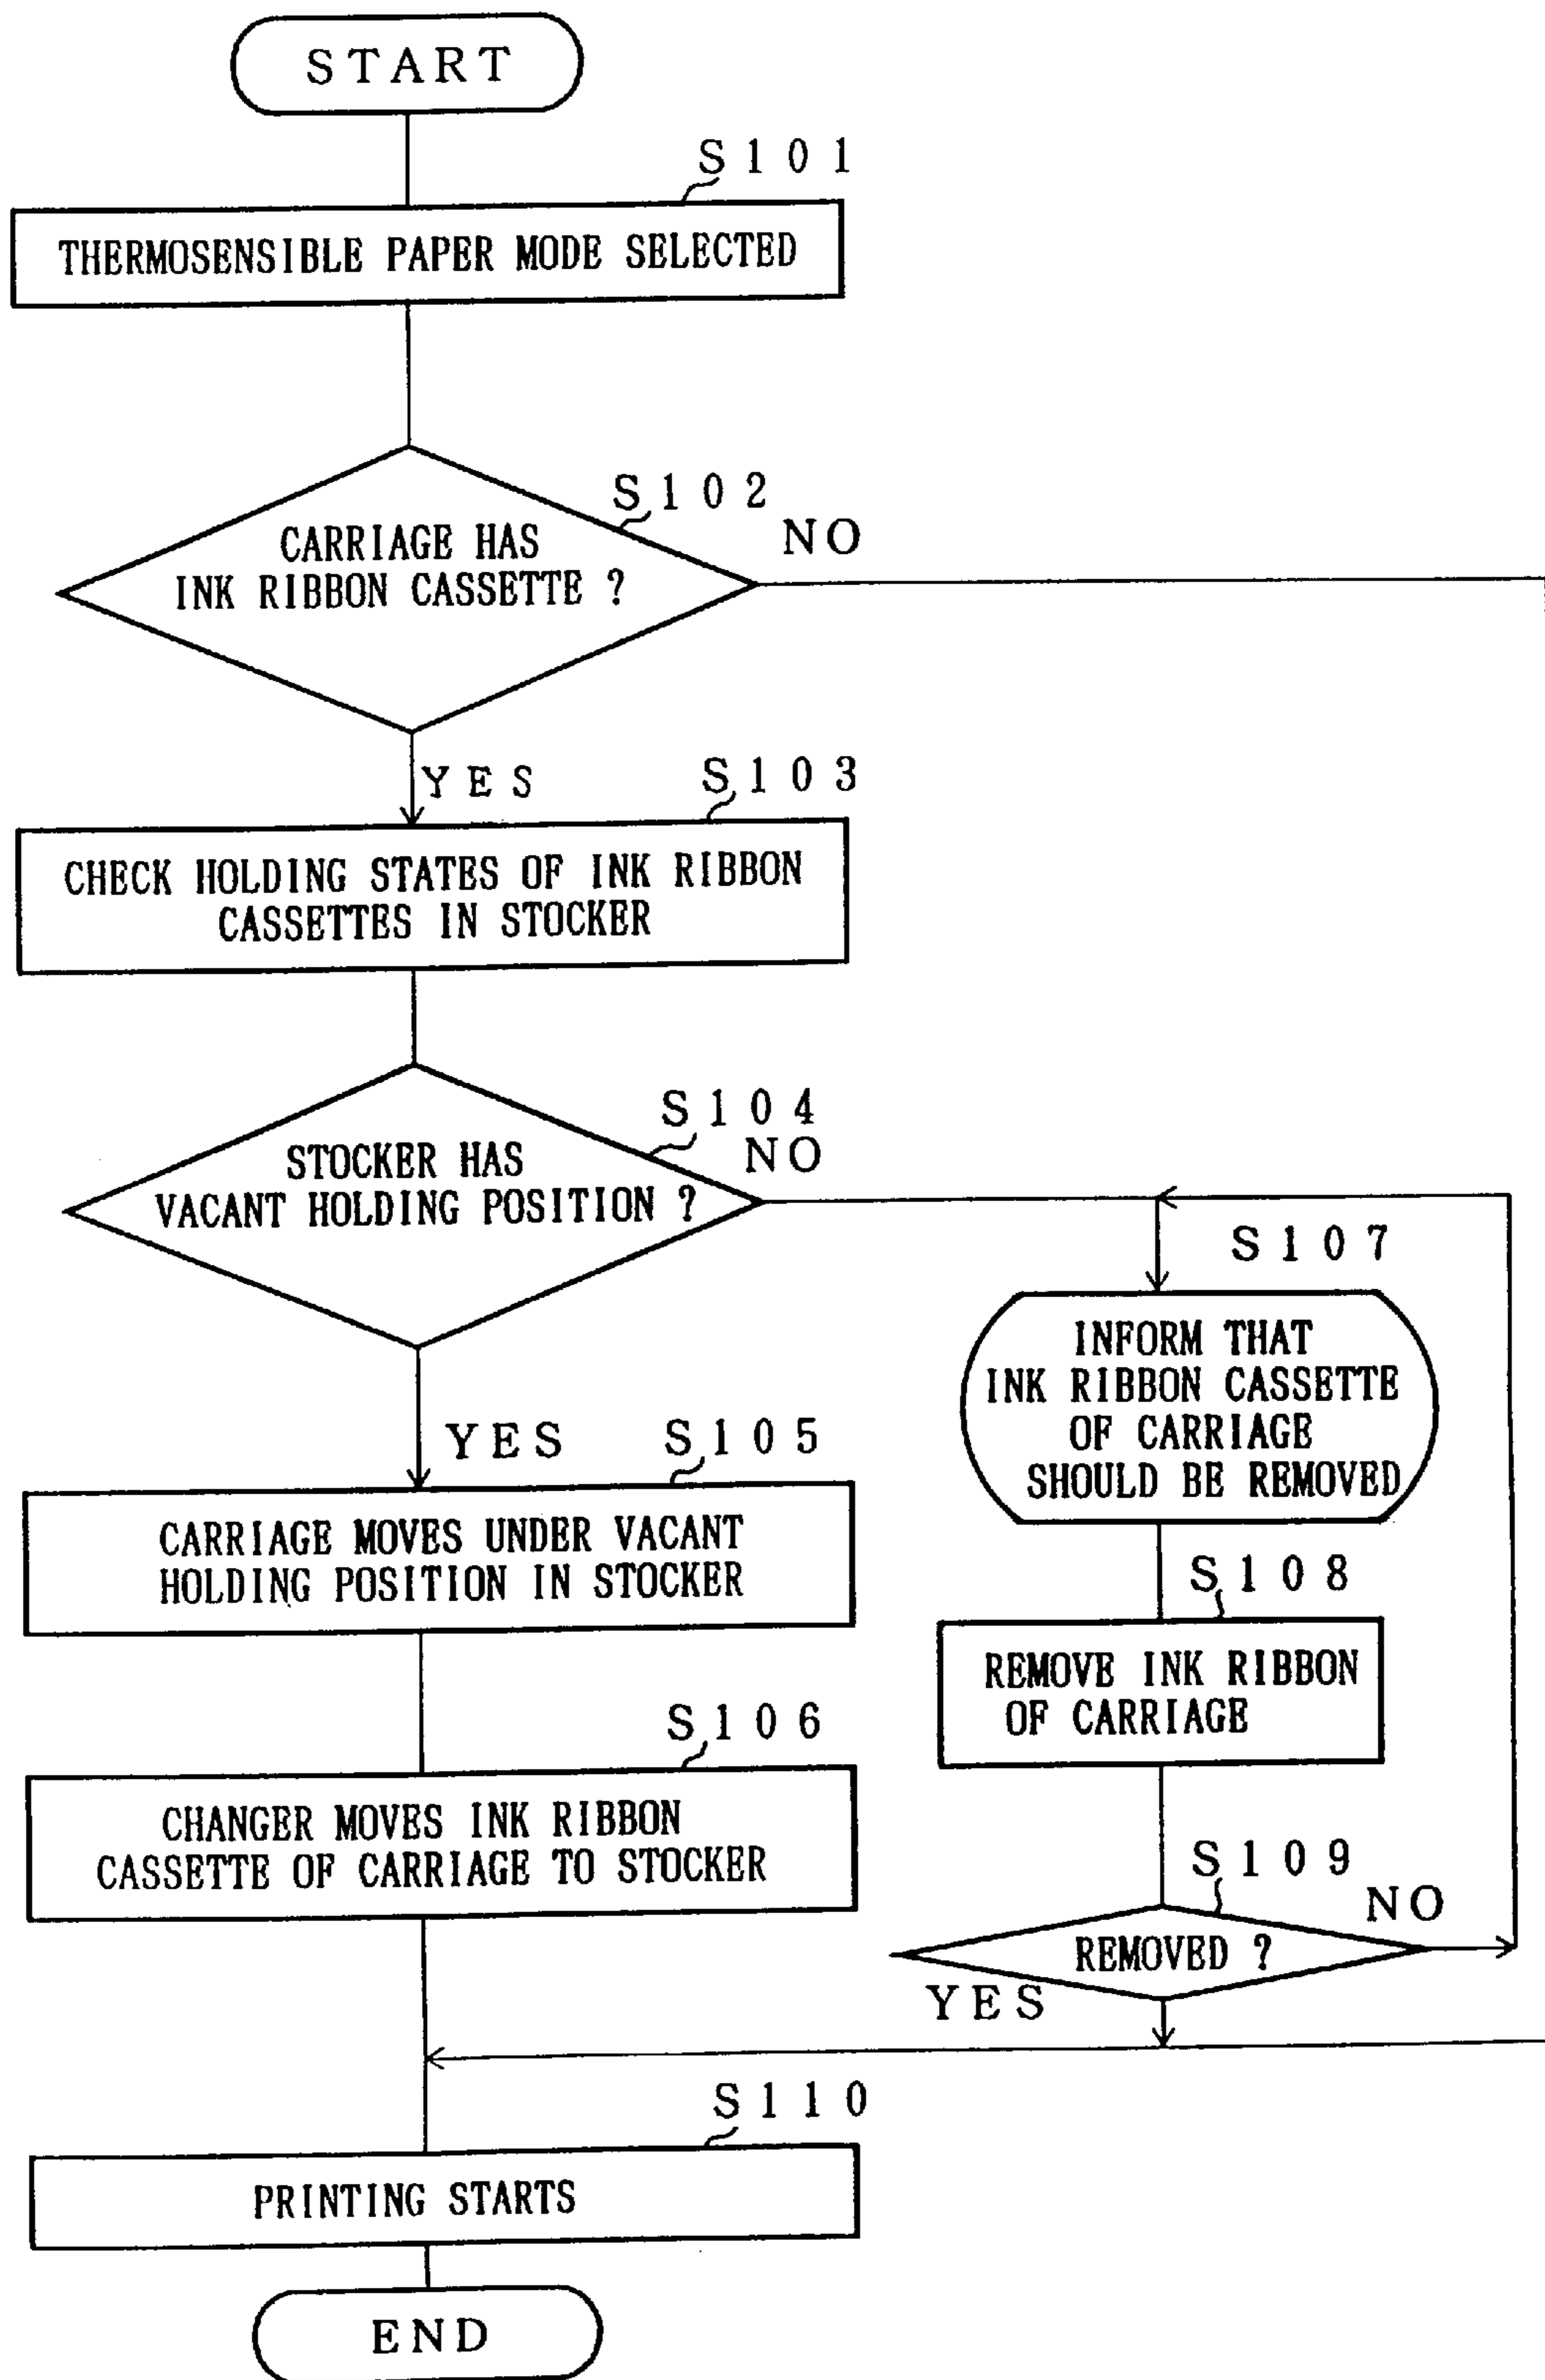 START
S101
THERMOSENSIBLE PAPER MODE SELECTED
S102
CARRIAGE HAS
INK RIBBON CASSETTE ?
NO
YES
S103
CHECK HOLDING STATES OF INK RIBBON
CASSETTES IN STOCKER
S104
STOCKER HAS
VACANT HOLDING POSITION ?
NO
YES
S105
CARRIAGE MOVES UNDER VACANT
HOLDING POSITION IN STOCKER
S106
CHANGER MOVES INK RIBBON
CASSETTE OF CARRIAGE TO STOCKER
S107
INFORM THAT
INK RIBBON CASSETTE
OF CARRIAGE
SHOULD BE REMOVED
S108
REMOVE INK RIBBON
OF CARRIAGE
S109
REMOVED ?
NO
YES
S110
PRINTING STARTS
END